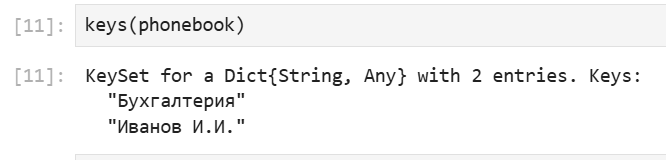 [11]: keys(phonebook)
[11]: KeySet for a Dict{String, Any} with 2 entries. Keys:
"Бухгалтерия"
"Иванов И.И."